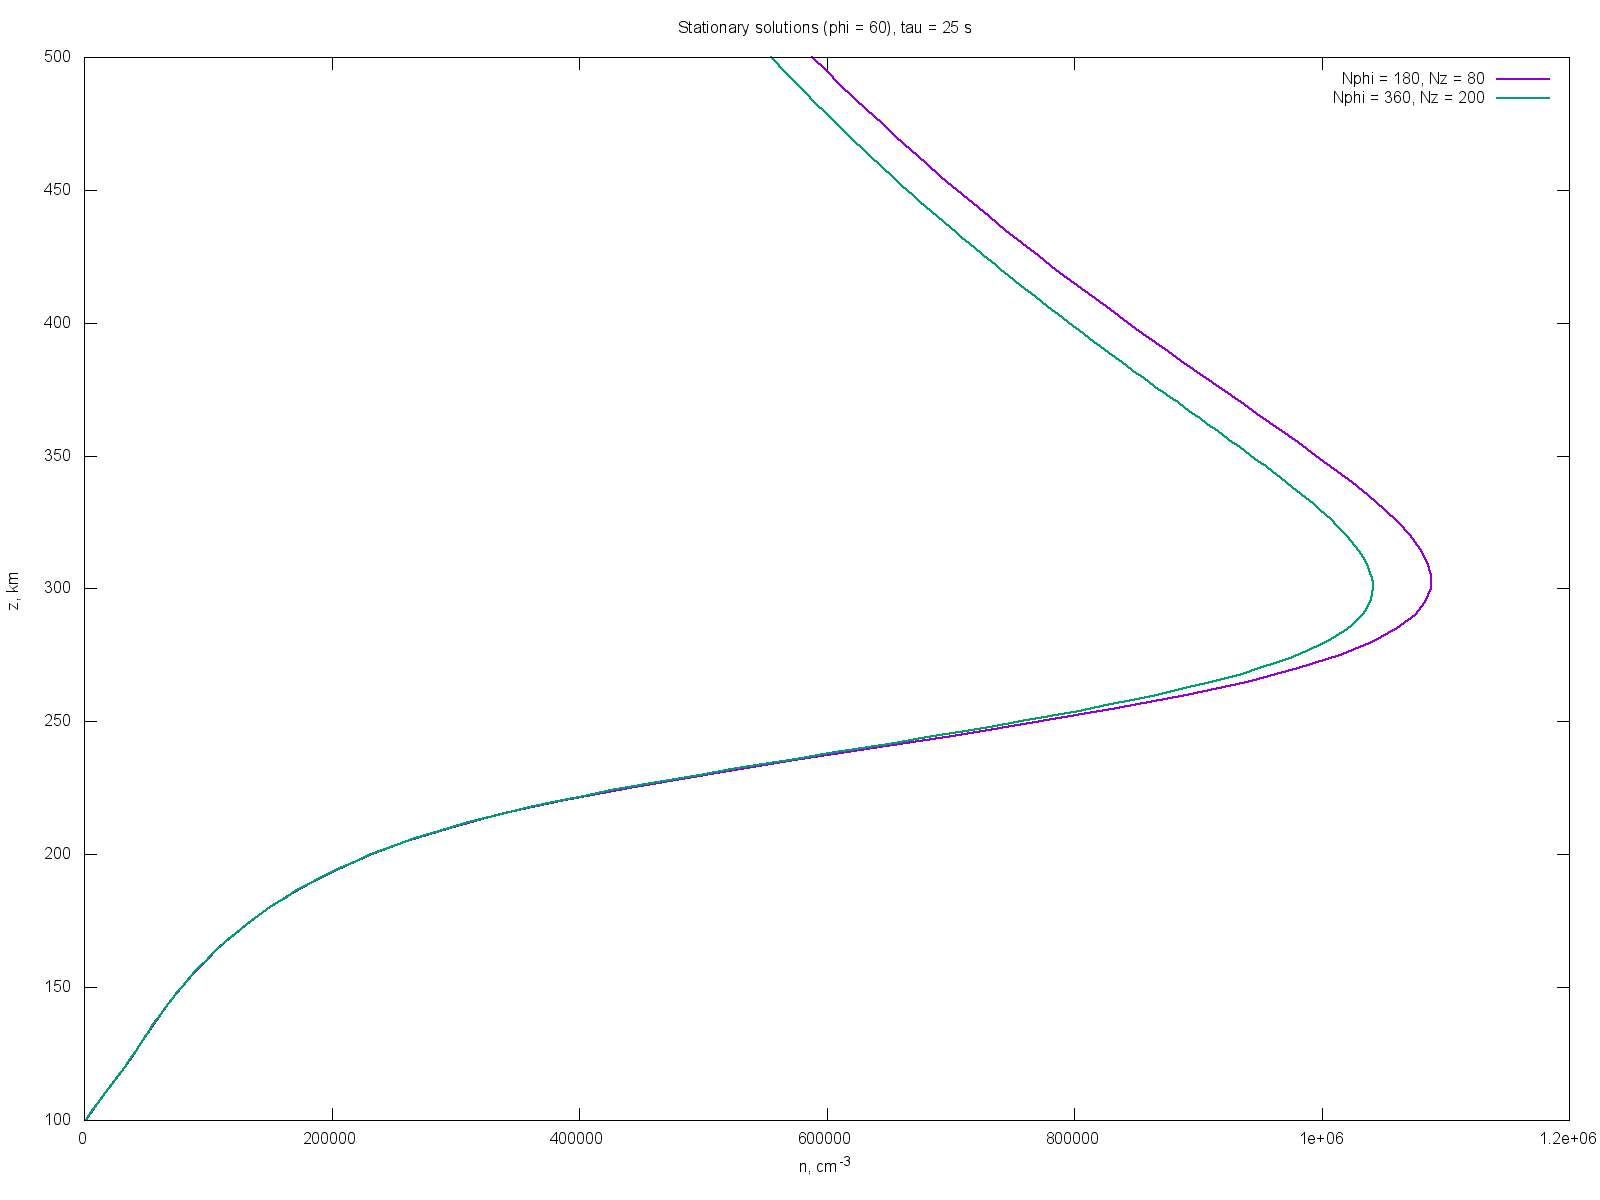 Stationary solutions (phi = 60), tau = 25 s
Nphi = 180, Nz = 80
Nphi = 360, Nz = 200
500
450
400
350
300
250
200
150
100
z, km
0
200000
400000
600000
800000
1e+06
1.2e+06
n, cm-3